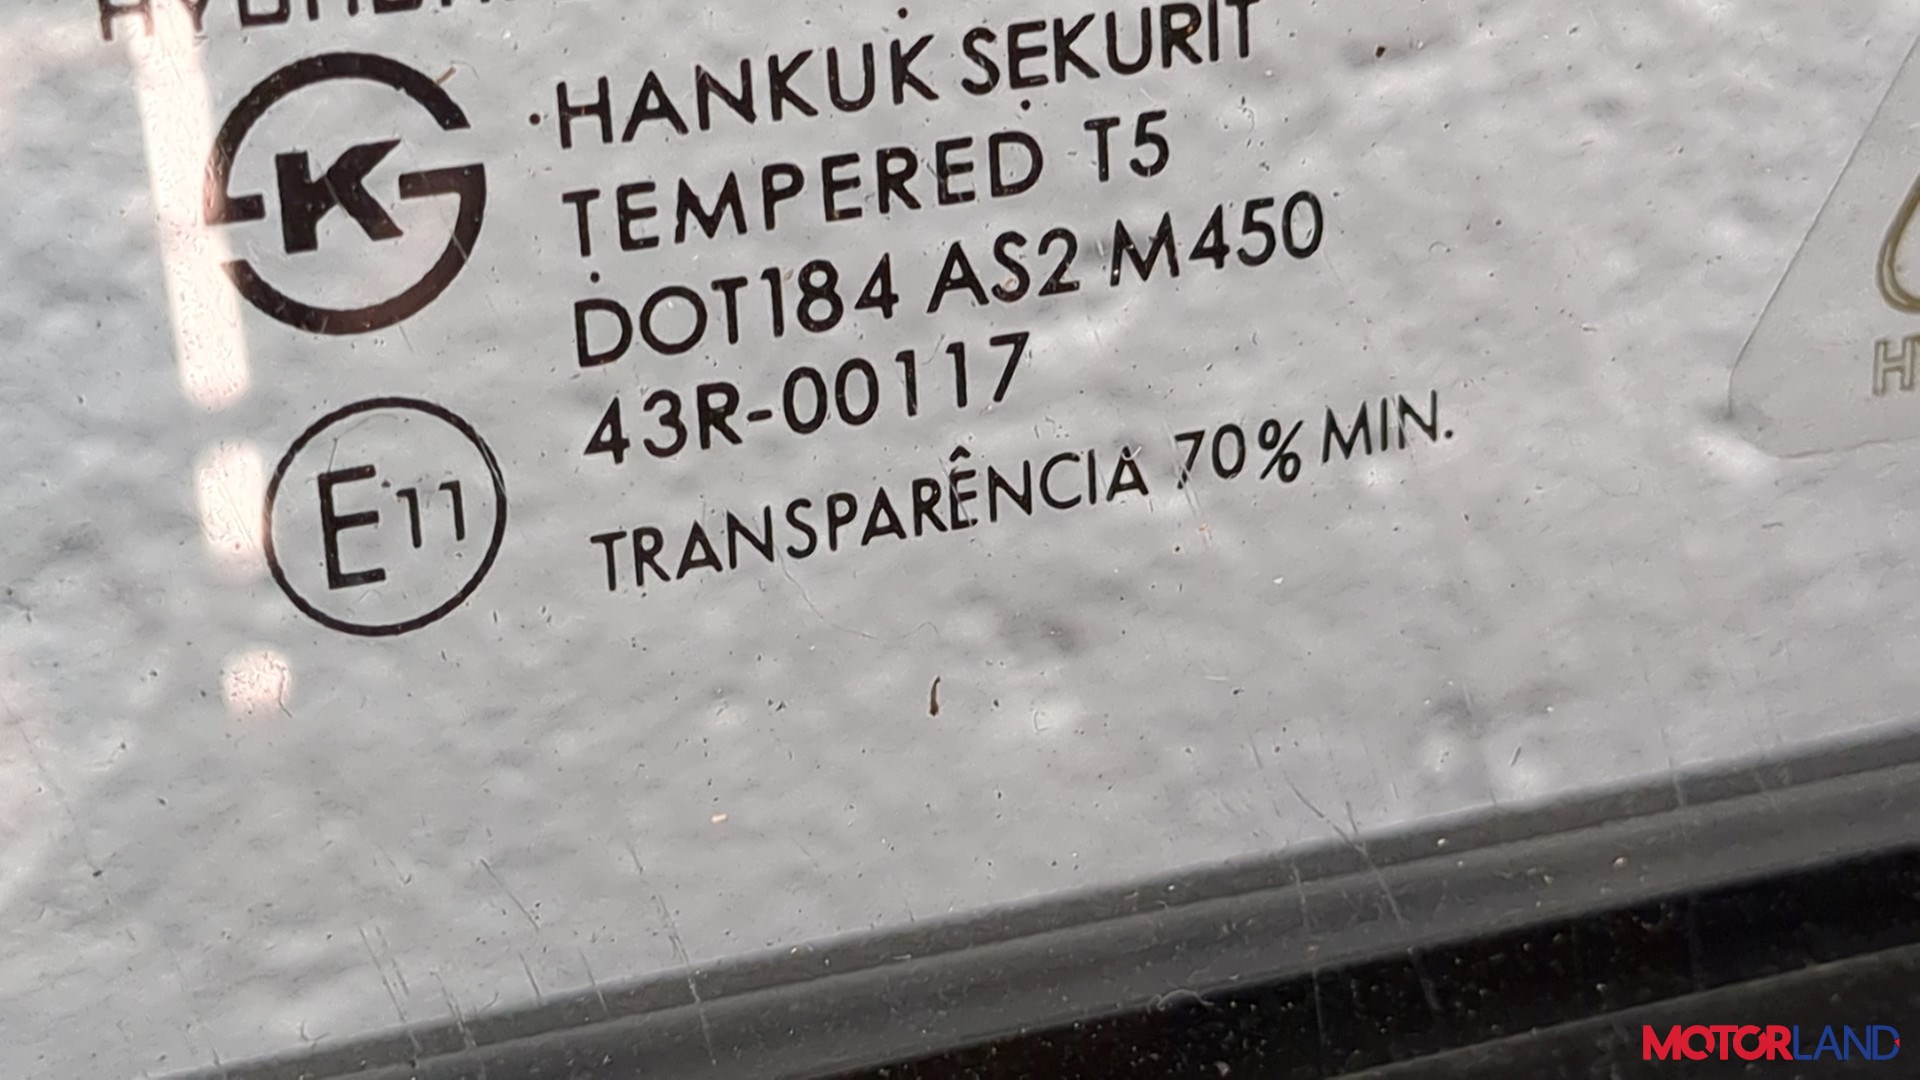 K
HANKUK SEKURIT
TEMPERED T5
DOT184 AS2 M450
43R-00117
E11
TRANSPARÊNCIA 70% MIN.
MOTORLAND